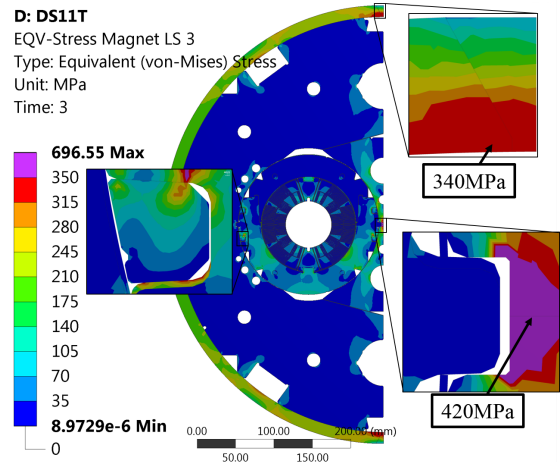 D: DS11T
EQV-Stress Magnet LS 3
Type: Equivalent (von-Mises) Stress
Unit: MPa
Time: 3
696.55 Max
350
315
280
245
210
175
140
105
70
35
8.9729e-6 Min
0
340MPa
420MPa
0.00 100.00 200.00 (mm)
50.00 150.00